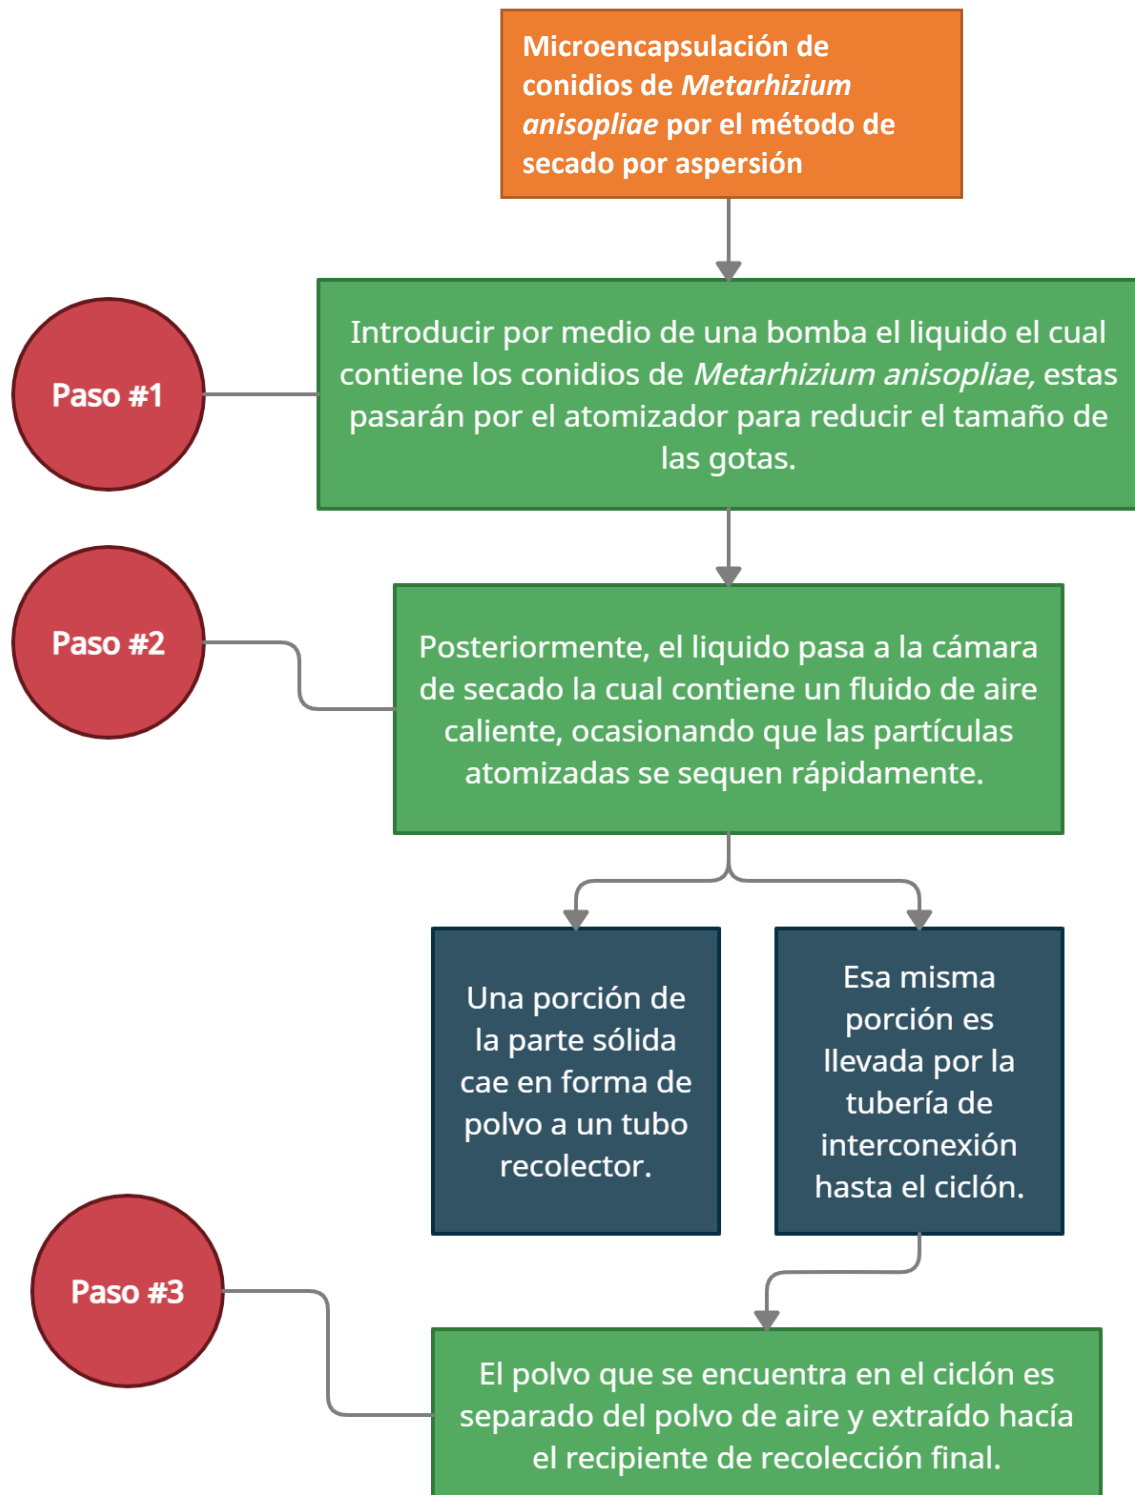 Microencapsulación de
conidios de Metarhizium
anisopliae por el método de
secado por aspersión
Paso #1
Introducir por medio de una bomba el liquido el cual
contiene los conidios de Metarhizium anisopliae, estas
pasarán por el atomizador para reducir el tamaño de
las gotas.
Paso #2
Posteriormente, el liquido pasa a la cámara
de secado la cual contiene un fluido de aire
caliente, ocasionando que las partículas
atomizadas se sequen rápidamente.
Una porción de
la parte sólida
cae en forma de
polvo a un tubo
recolector.
Esa misma
porción es
llevada por la
tubería de
interconexión
hasta el ciclón.
Paso #3
El polvo que se encuentra en el ciclón es
separado del polvo de aire y extraído hacía
el recipiente de recolección final.